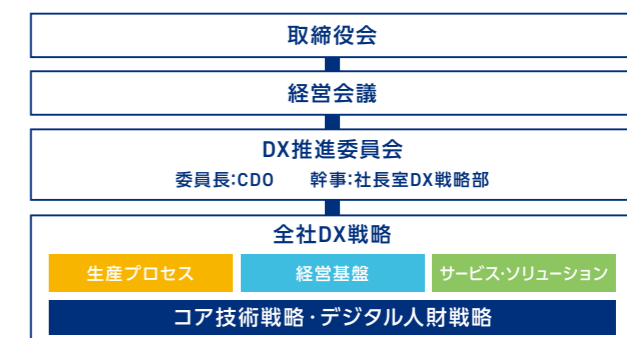 取締役会
経営会議
DX推進委員会
委員長:CDO 幹事:社長室DX戦略部
全社DX戦略
生産プロセス 経営基盤 サービス・ソリューション
コア技術戦略・デジタル人財戦略